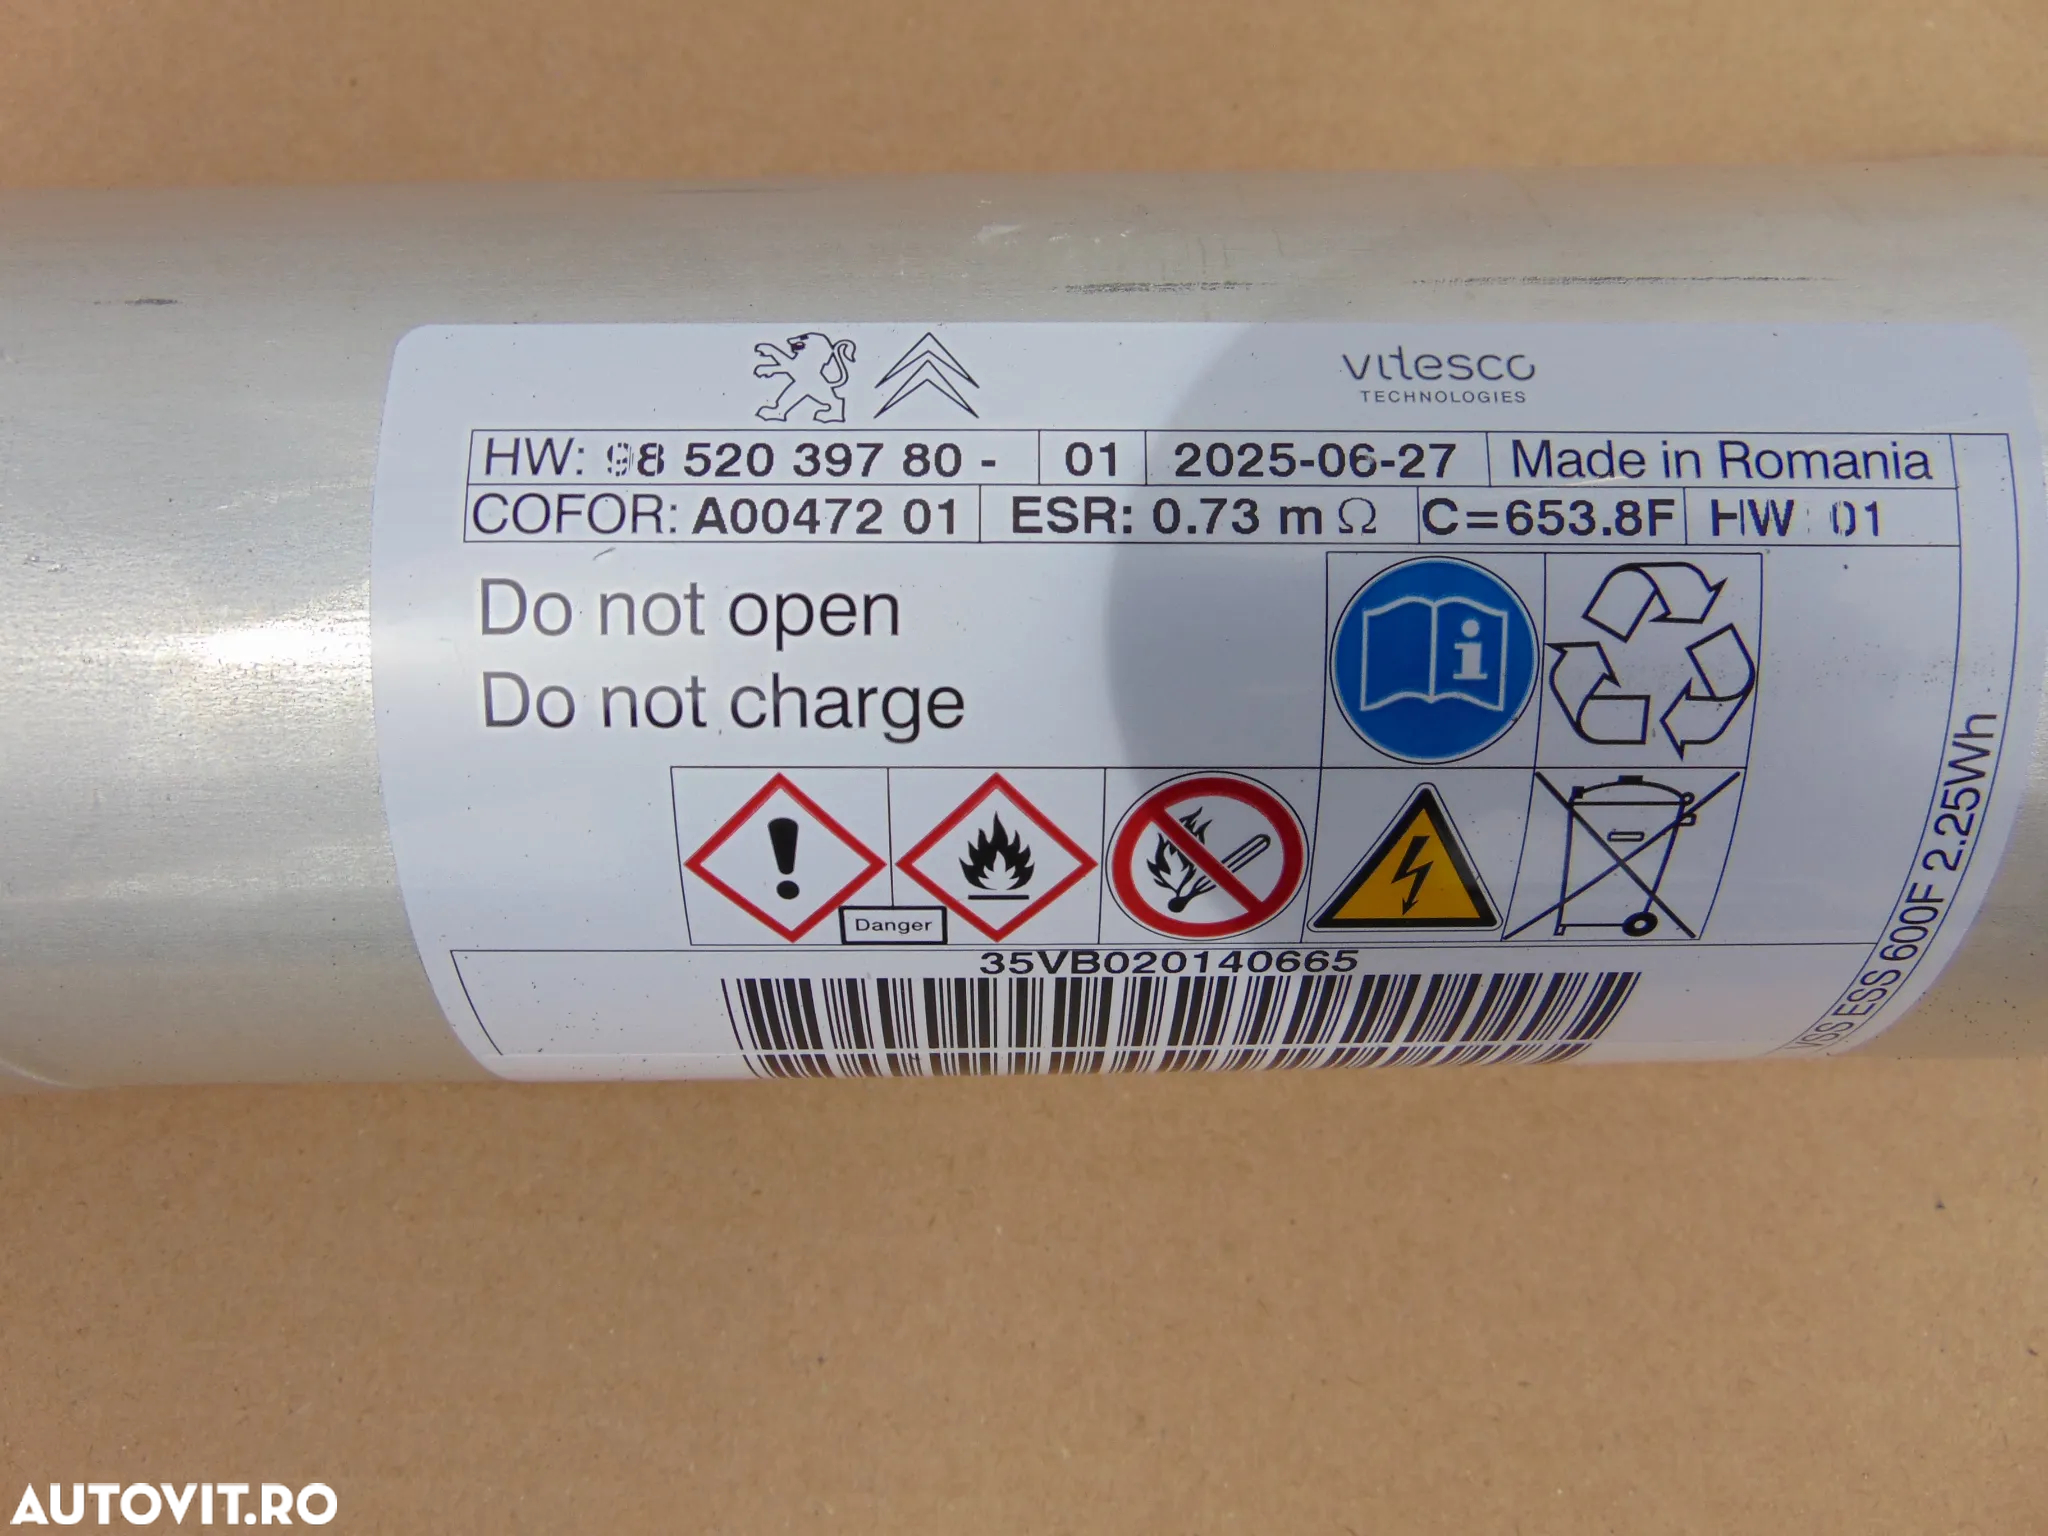 vitesco
TECHNOLOGIES
HW: 98 520 397 80 - 01 2025-06-27 Made in Romania
COFOR: A00472 01 ESR: 0.73 m Ω C=653.8F HW 01
Do not open
Do not charge
Danger
35VB020140665
VSS ESS 600F 2.25Wh
AUTOVIT.RO